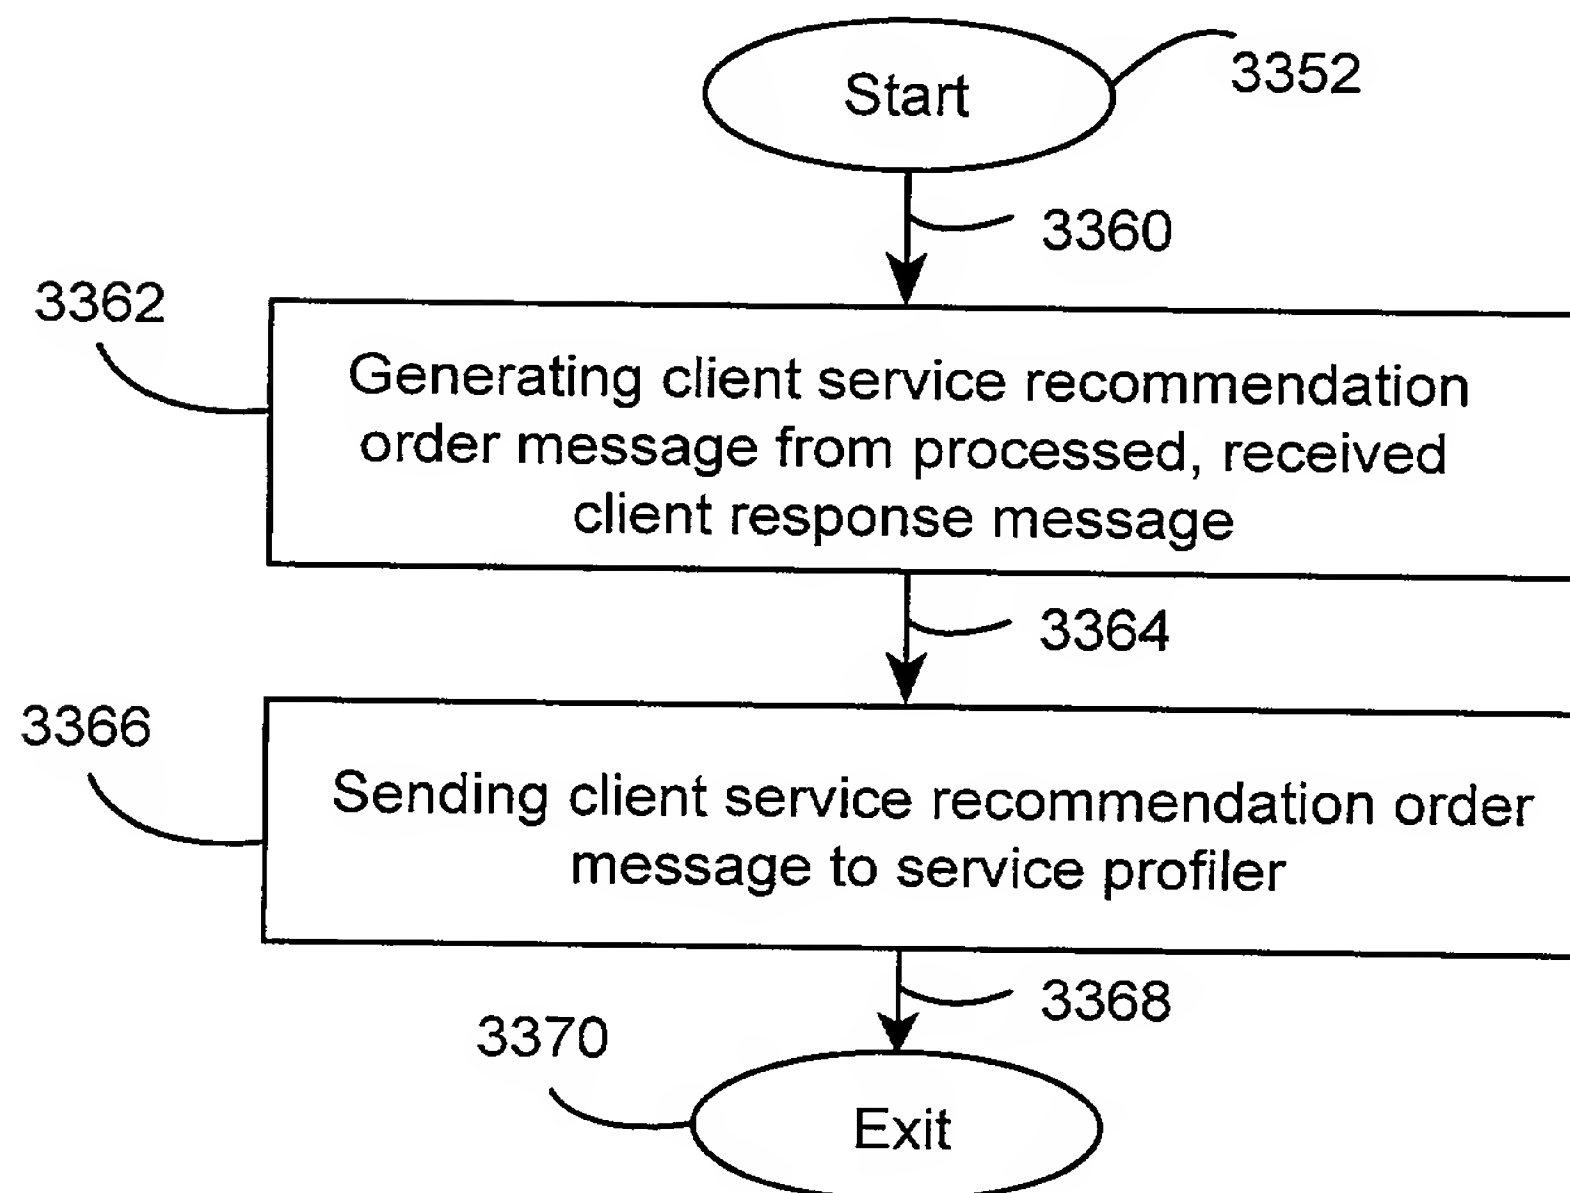 Start
3352
3360
3362
Generating client service recommendation
order message from processed, received
client response message
3364
3366
Sending client service recommendation order
message to service profiler
3368
3370
Exit